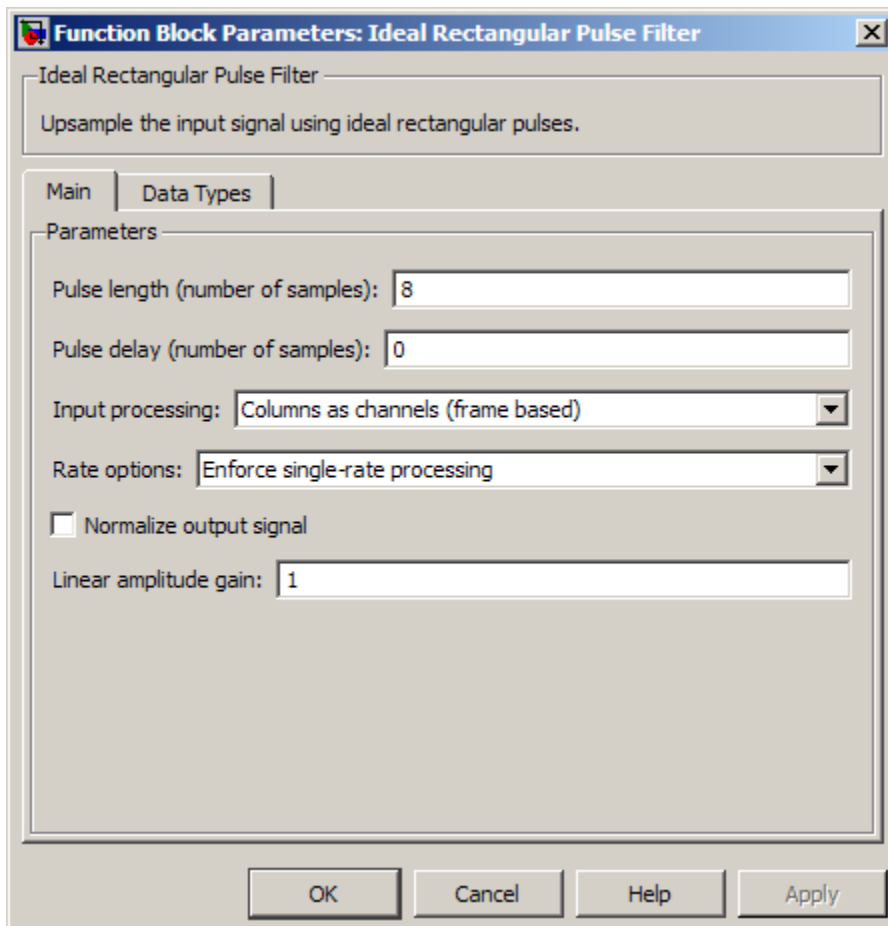 Function Block Parameters: Ideal Rectangular Pulse Filter
Ideal Rectangular Pulse Filter
Upsample the input signal using ideal rectangular pulses.
Main Data Types
Parameters
Pulse length (number of samples): 8
Pulse delay (number of samples): 0
Input processing: Columns as channels (frame based)
Rate options: Enforce single-rate processing
Normalize output signal
Linear amplitude gain: 1
OK Cancel Help Apply